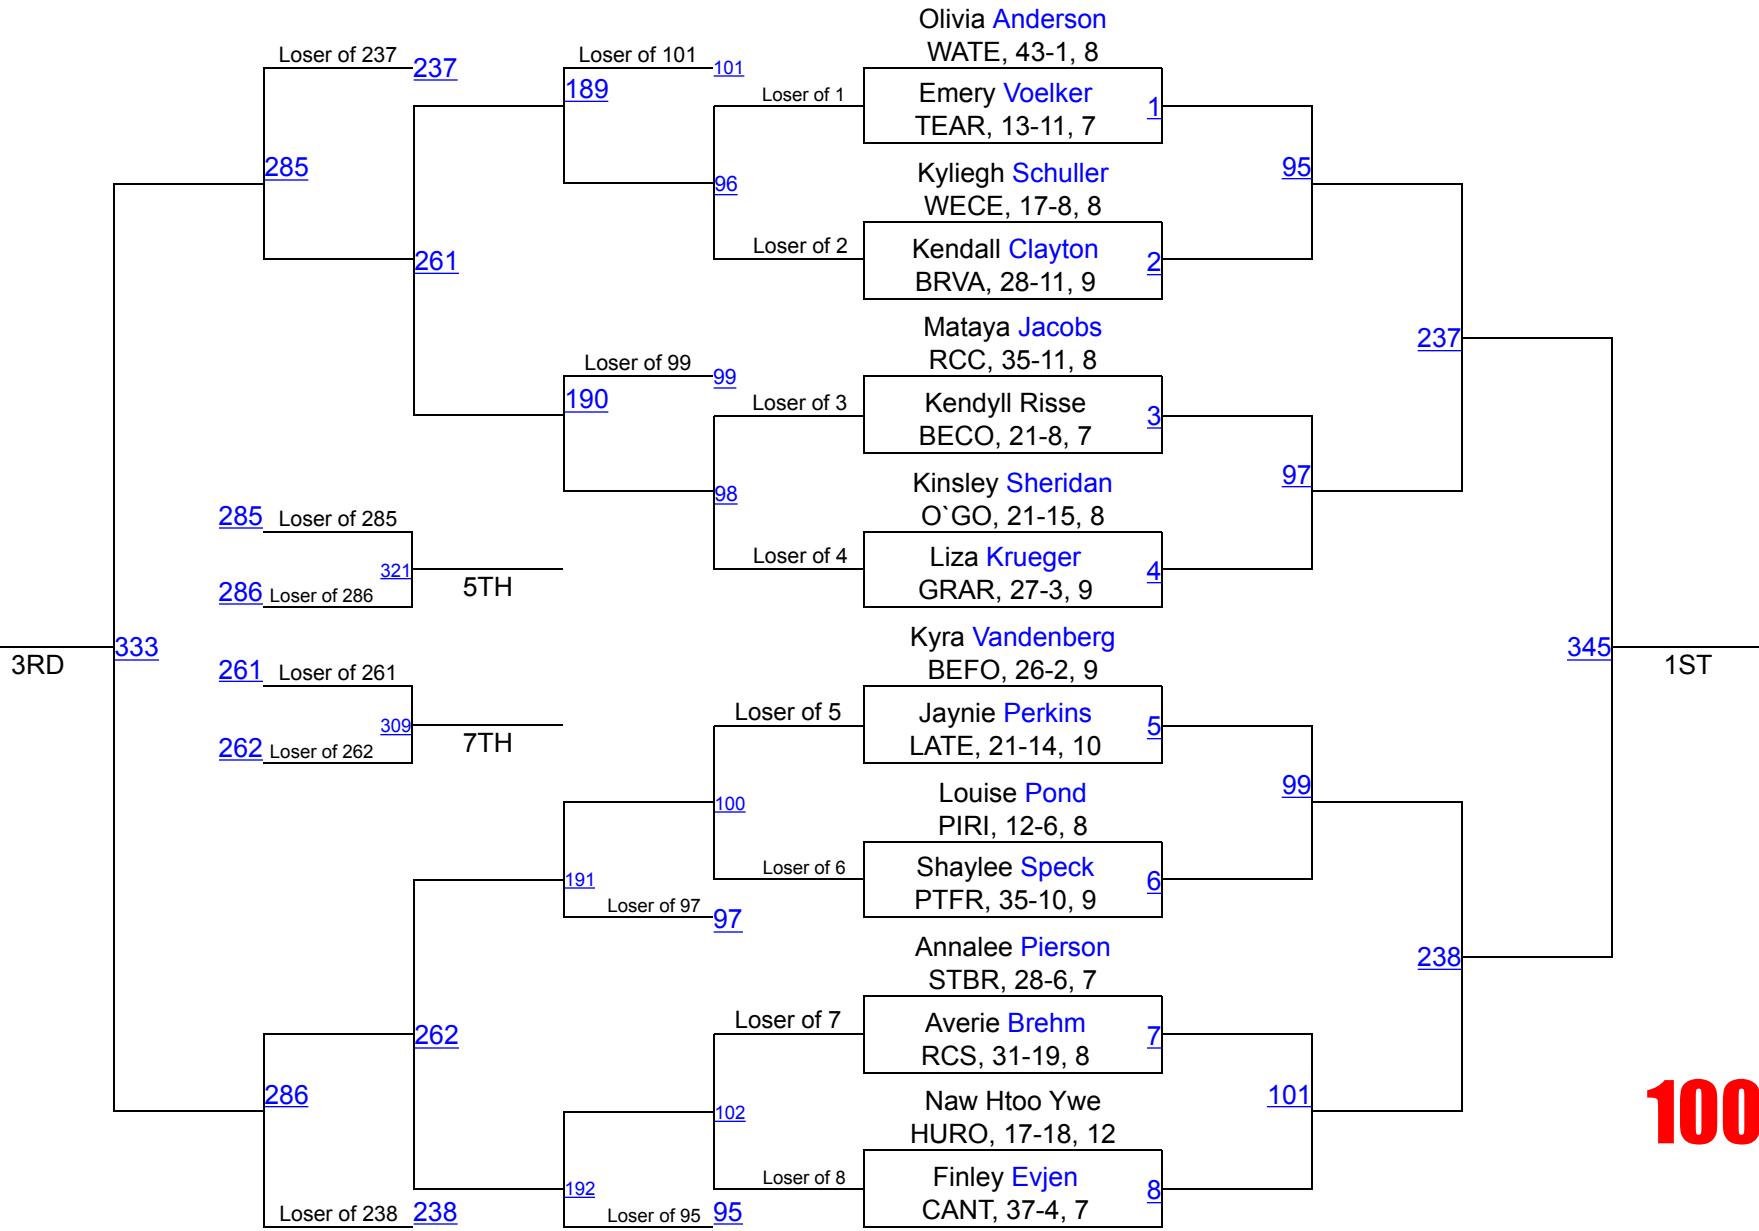 Olivia Anderson
WATE, 43-1, 8
Loser of 237
237
Loser of 101
101
189
Loser of 1
Emery Voelker
TEAR, 13-11, 7
1
285
95
96
Kyliegh Schuller
WECE, 17-8, 8
Loser of 2
Kendall Clayton
BRVA, 28-11, 9
2
261
Mataya Jacobs
RCC, 35-11, 8
237
Loser of 99
99
190
Loser of 3
Kendyll Risse
BECO, 21-8, 7
3
97
98
Kinsley Sheridan
O`GO, 21-15, 8
285
Loser of 285
Loser of 4
Liza Krueger
GRAR, 27-3, 9
4
321
5TH
286
Loser of 286
Kyra Vandenberg
BEFO, 26-2, 9
333
3RD
345
1ST
261
Loser of 261
309
7TH
262
Loser of 262
Loser of 5
Jaynie Perkins
LATE, 21-14, 10
5
99
100
Louise Pond
PIRI, 12-6, 8
Loser of 6
Shaylee Speck
PTFR, 35-10, 9
6
191
Loser of 97
97
Annalee Pierson
STBR, 28-6, 7
238
Loser of 7
Averie Brehm
RCS, 31-19, 8
7
262
286
101
100
102
Naw Htoo Ywe
HURO, 17-18, 12
Loser of 8
Finley Evjen
CANT, 37-4, 7
8
192
Loser of 238
238
Loser of 95
95